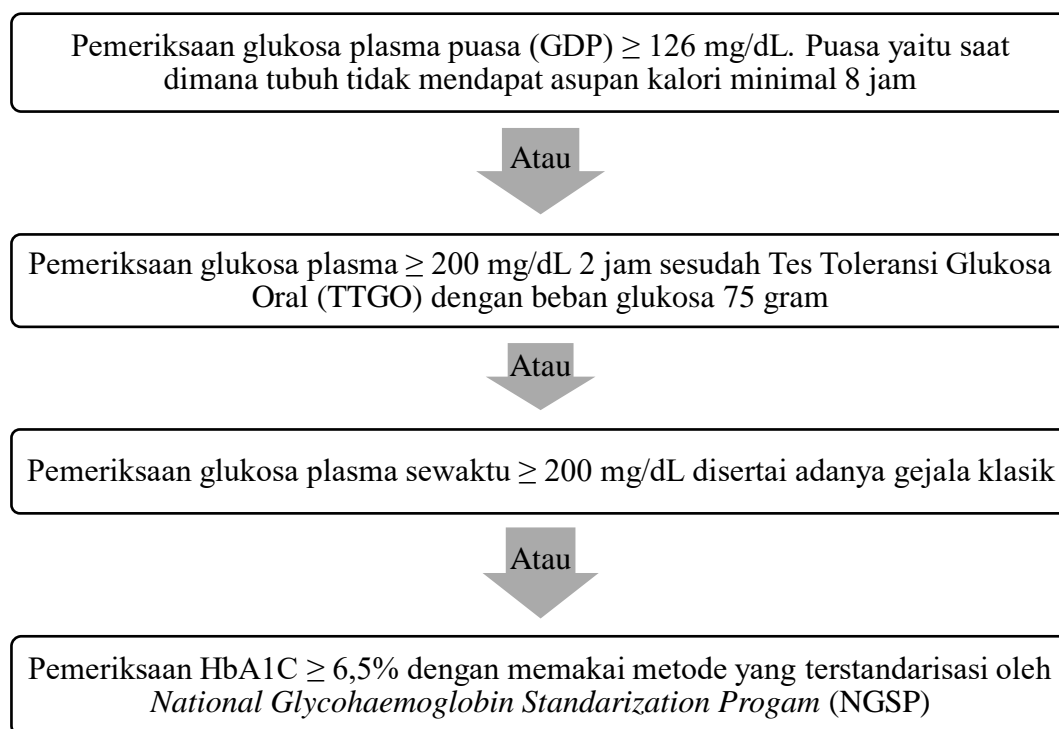 Pemeriksaan glukosa plasma puasa (GDP) ≥ 126 mg/dL. Puasa yaitu saat
dimana tubuh tidak mendapat asupan kalori minimal 8 jam
Atau
Pemeriksaan glukosa plasma ≥ 200 mg/dL 2 jam sesudah Tes Toleransi Glukosa
Oral (TTGO) dengan beban glukosa 75 gram
Atau
Pemeriksaan glukosa plasma sewaktu ≥ 200 mg/dL disertai adanya gejala klasik
Atau
Pemeriksaan HbA1C ≥ 6,5% dengan memakai metode yang terstandarisasi oleh
National Glycohaemoglobin Standarization Progam (NGSP)